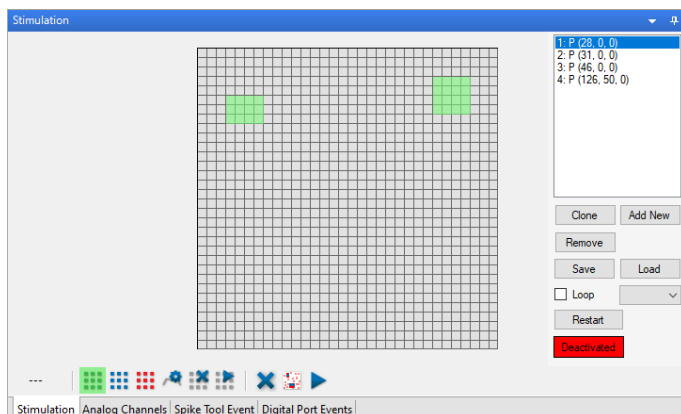 Stimulation
1: P (28, 0, 0)
2: P (31, 0, 0)
3: P (46, 0, 0)
4: P (126, 50, 0)
Clone Add New
Remove
Save Load
Loop
Restart
Deactivated
---
Stimulation Analog Channels Spike Tool Event Digital Port Events